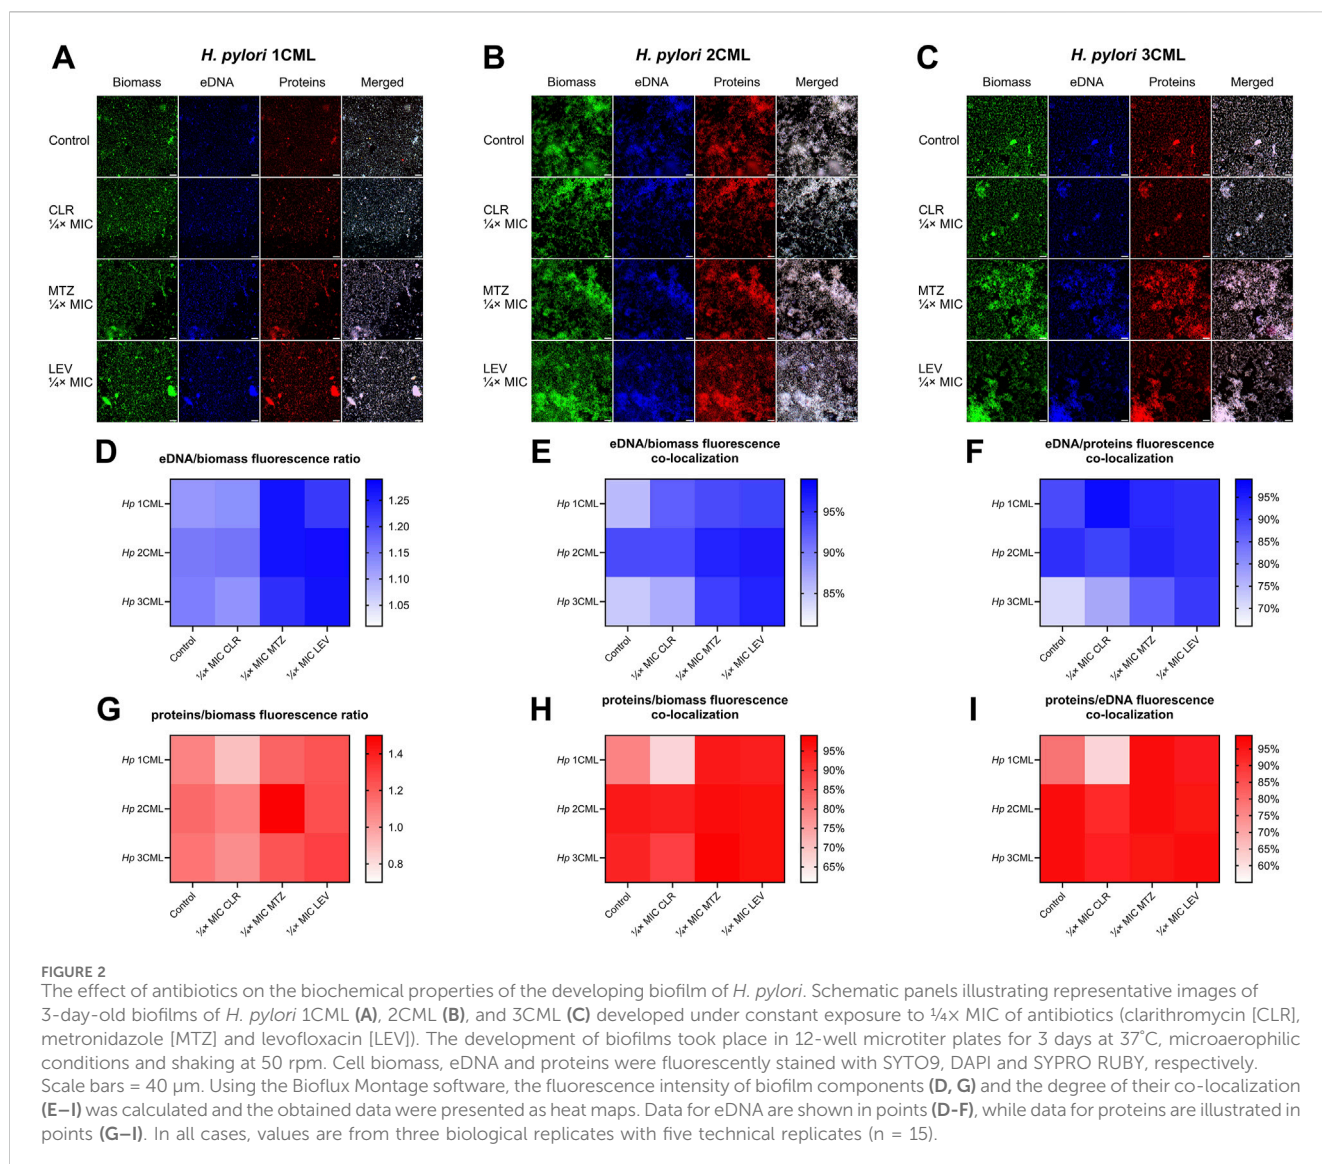 A
H. pylori 1CML
Biomass eDNA Proteins Merged
Control
CLR
¼× MIC
MTZ
¼× MIC
LEV
¼× MIC
B
H. pylori 2CML
Biomass eDNA Proteins Merged
Control
CLR
¼× MIC
MTZ
¼× MIC
LEV
¼× MIC
C
H. pylori 3CML
Biomass eDNA Proteins Merged
Control
CLR
¼× MIC
MTZ
¼× MIC
LEV
¼× MIC
D
eDNA/biomass fluorescence ratio
Hp 1CML
Hp 2CML
Hp 3CML
Control
¼× MIC CLR
¼× MIC MTZ
¼× MIC LEV
1.25
1.20
1.15
1.10
1.05
E
eDNA/biomass fluorescence
co-localization
Hp 1CML
Hp 2CML
Hp 3CML
Control
¼× MIC CLR
¼× MIC MTZ
¼× MIC LEV
95%
90%
85%
F
eDNA/proteins fluorescence
co-localization
Hp 1CML
Hp 2CML
Hp 3CML
Control
¼× MIC CLR
¼× MIC MTZ
¼× MIC LEV
95%
90%
85%
80%
75%
70%
G
proteins/biomass fluorescence ratio
Hp 1CML
Hp 2CML
Hp 3CML
Control
¼× MIC CLR
¼× MIC MTZ
¼× MIC LEV
1.4
1.2
1.0
0.8
H
proteins/biomass fluorescence
co-localization
Hp 1CML
Hp 2CML
Hp 3CML
Control
¼× MIC CLR
¼× MIC MTZ
¼× MIC LEV
95%
90%
85%
80%
75%
70%
65%
I
proteins/eDNA fluorescence
co-localization
Hp 1CML
Hp 2CML
Hp 3CML
Control
¼× MIC CLR
¼× MIC MTZ
¼× MIC LEV
95%
90%
85%
80%
75%
70%
65%
60%
FIGURE 2
The effect of antibiotics on the biochemical properties of the developing biofilm of H. pylori. Schematic panels illustrating representative images of
3-day-old biofilms of H. pylori 1CML (A), 2CML (B), and 3CML (C) developed under constant exposure to ¼× MIC of antibiotics (clarithromycin [CLR],
metronidazole [MTZ] and levofloxacin [LEV]). The development of biofilms took place in 12-well microtiter plates for 3 days at 37°C, microaerophilic
conditions and shaking at 50 rpm. Cell biomass, eDNA and proteins were fluorescently stained with SYTO9, DAPI and SYPRO RUBY, respectively.
Scale bars = 40 μm. Using the Bioflux Montage software, the fluorescence intensity of biofilm components (D, G) and the degree of their co-localization
(E–I) was calculated and the obtained data were presented as heat maps. Data for eDNA are shown in points (D-F), while data for proteins are illustrated in
points (G–I). In all cases, values are from three biological replicates with five technical replicates (n = 15).